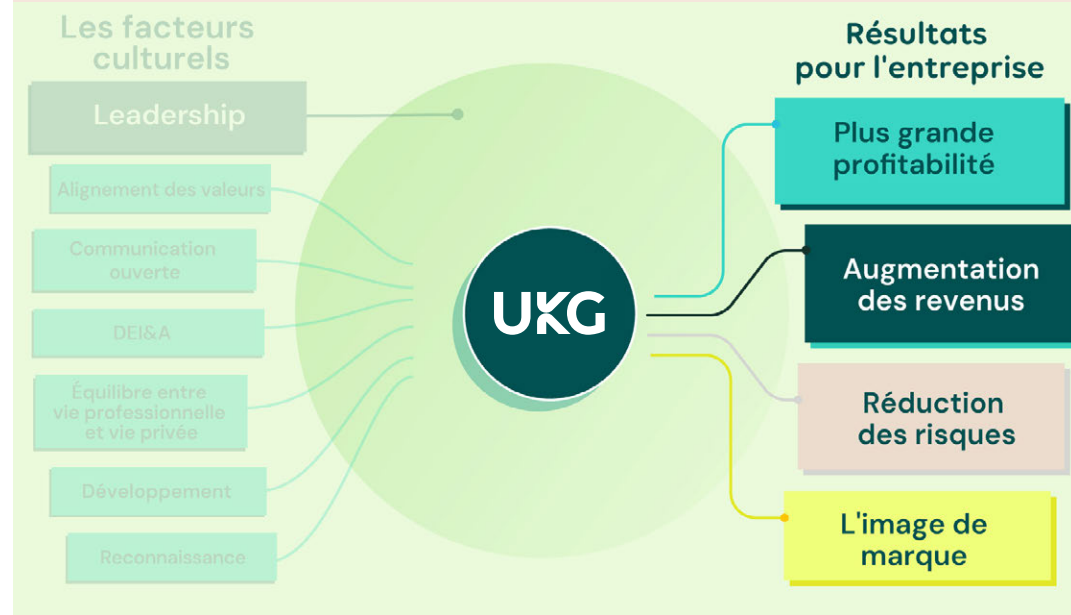 Les facteurs
culturels
Leadership
Alignement des valeurs
Communication
ouverte
DEI&A
Équilibre entre
vie professionnelle
et vie privée
Développement
Reconnaissance
UKG
Résultats
pour l'entreprise
Plus grande
profitabilité
Augmentation
des revenus
Réduction
des risques
L'image de
marque